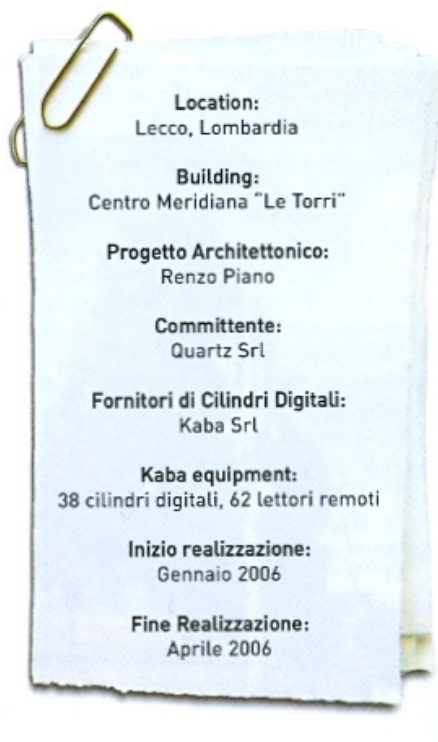 Location:
Lecco, Lombardia
Building:
Centro Meridiana "Le Torri"
Progetto Architettonico:
Renzo Piano
Committente:
Quartz Srl
Fornitori di Cilindri Digitali:
Kaba Srl
Kaba equipment:
38 cilindri digitali, 62 lettori remoti
Inizio realizzazione:
Gennaio 2006
Fine Realizzazione:
Aprile 2006